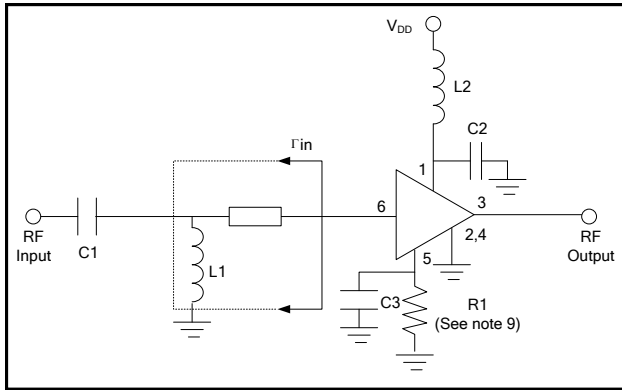 V_DD
L2
Γin
C2
1
6
3
2,4
RF
Input
C1
L1
5
C3
R1
(See note 9)
RF
Output